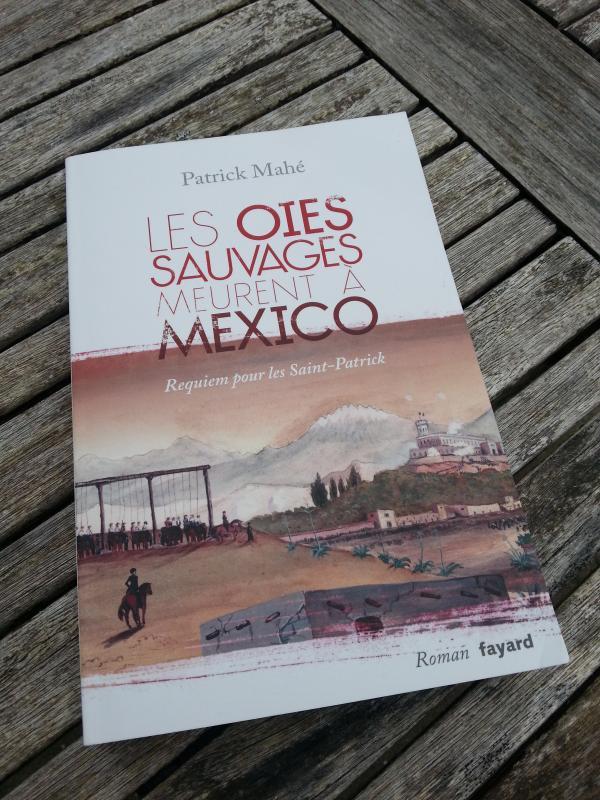 Patrick Mahé
LES OIES
SAUVAGES
MEURENT À
MEXICO
Requiem pour les Saint-Patrick
Roman fayard